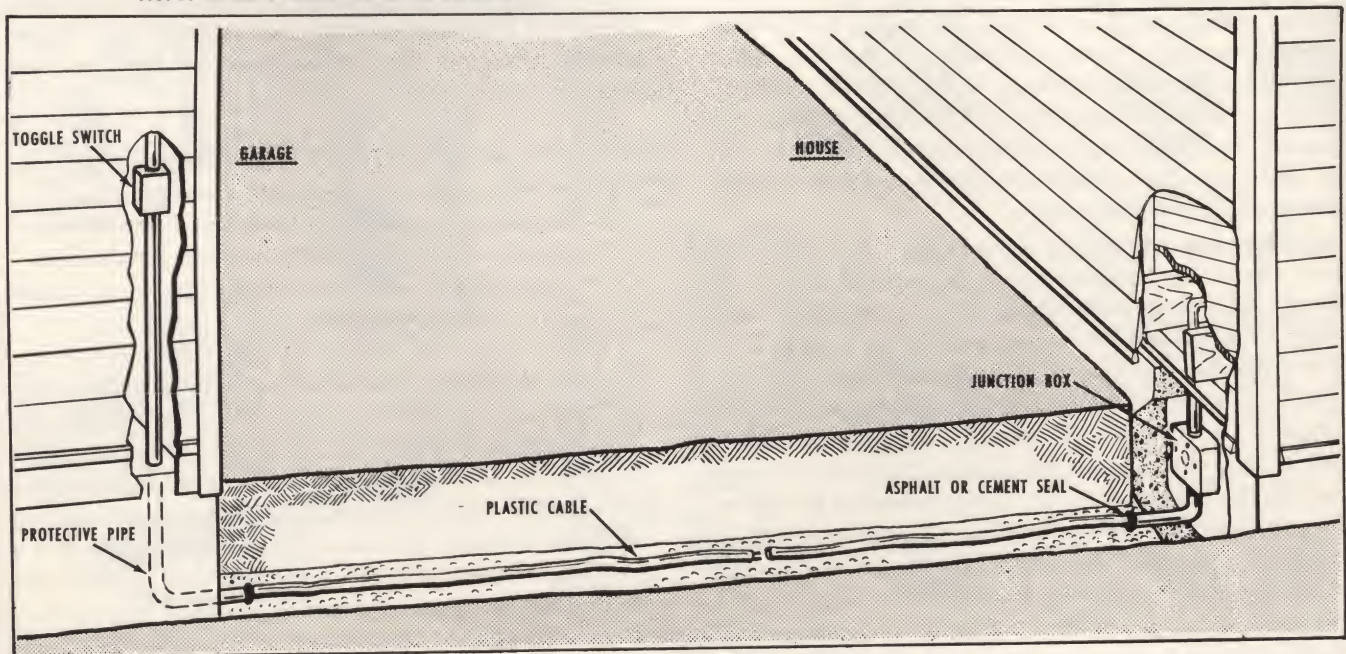 TOGGLE SWITCH
GARAGE
HOUSE
JUNCTION BOX
ASPHALT OR CEMENT SEAL
PLASTIC CABLE
PROTECTIVE PIPE